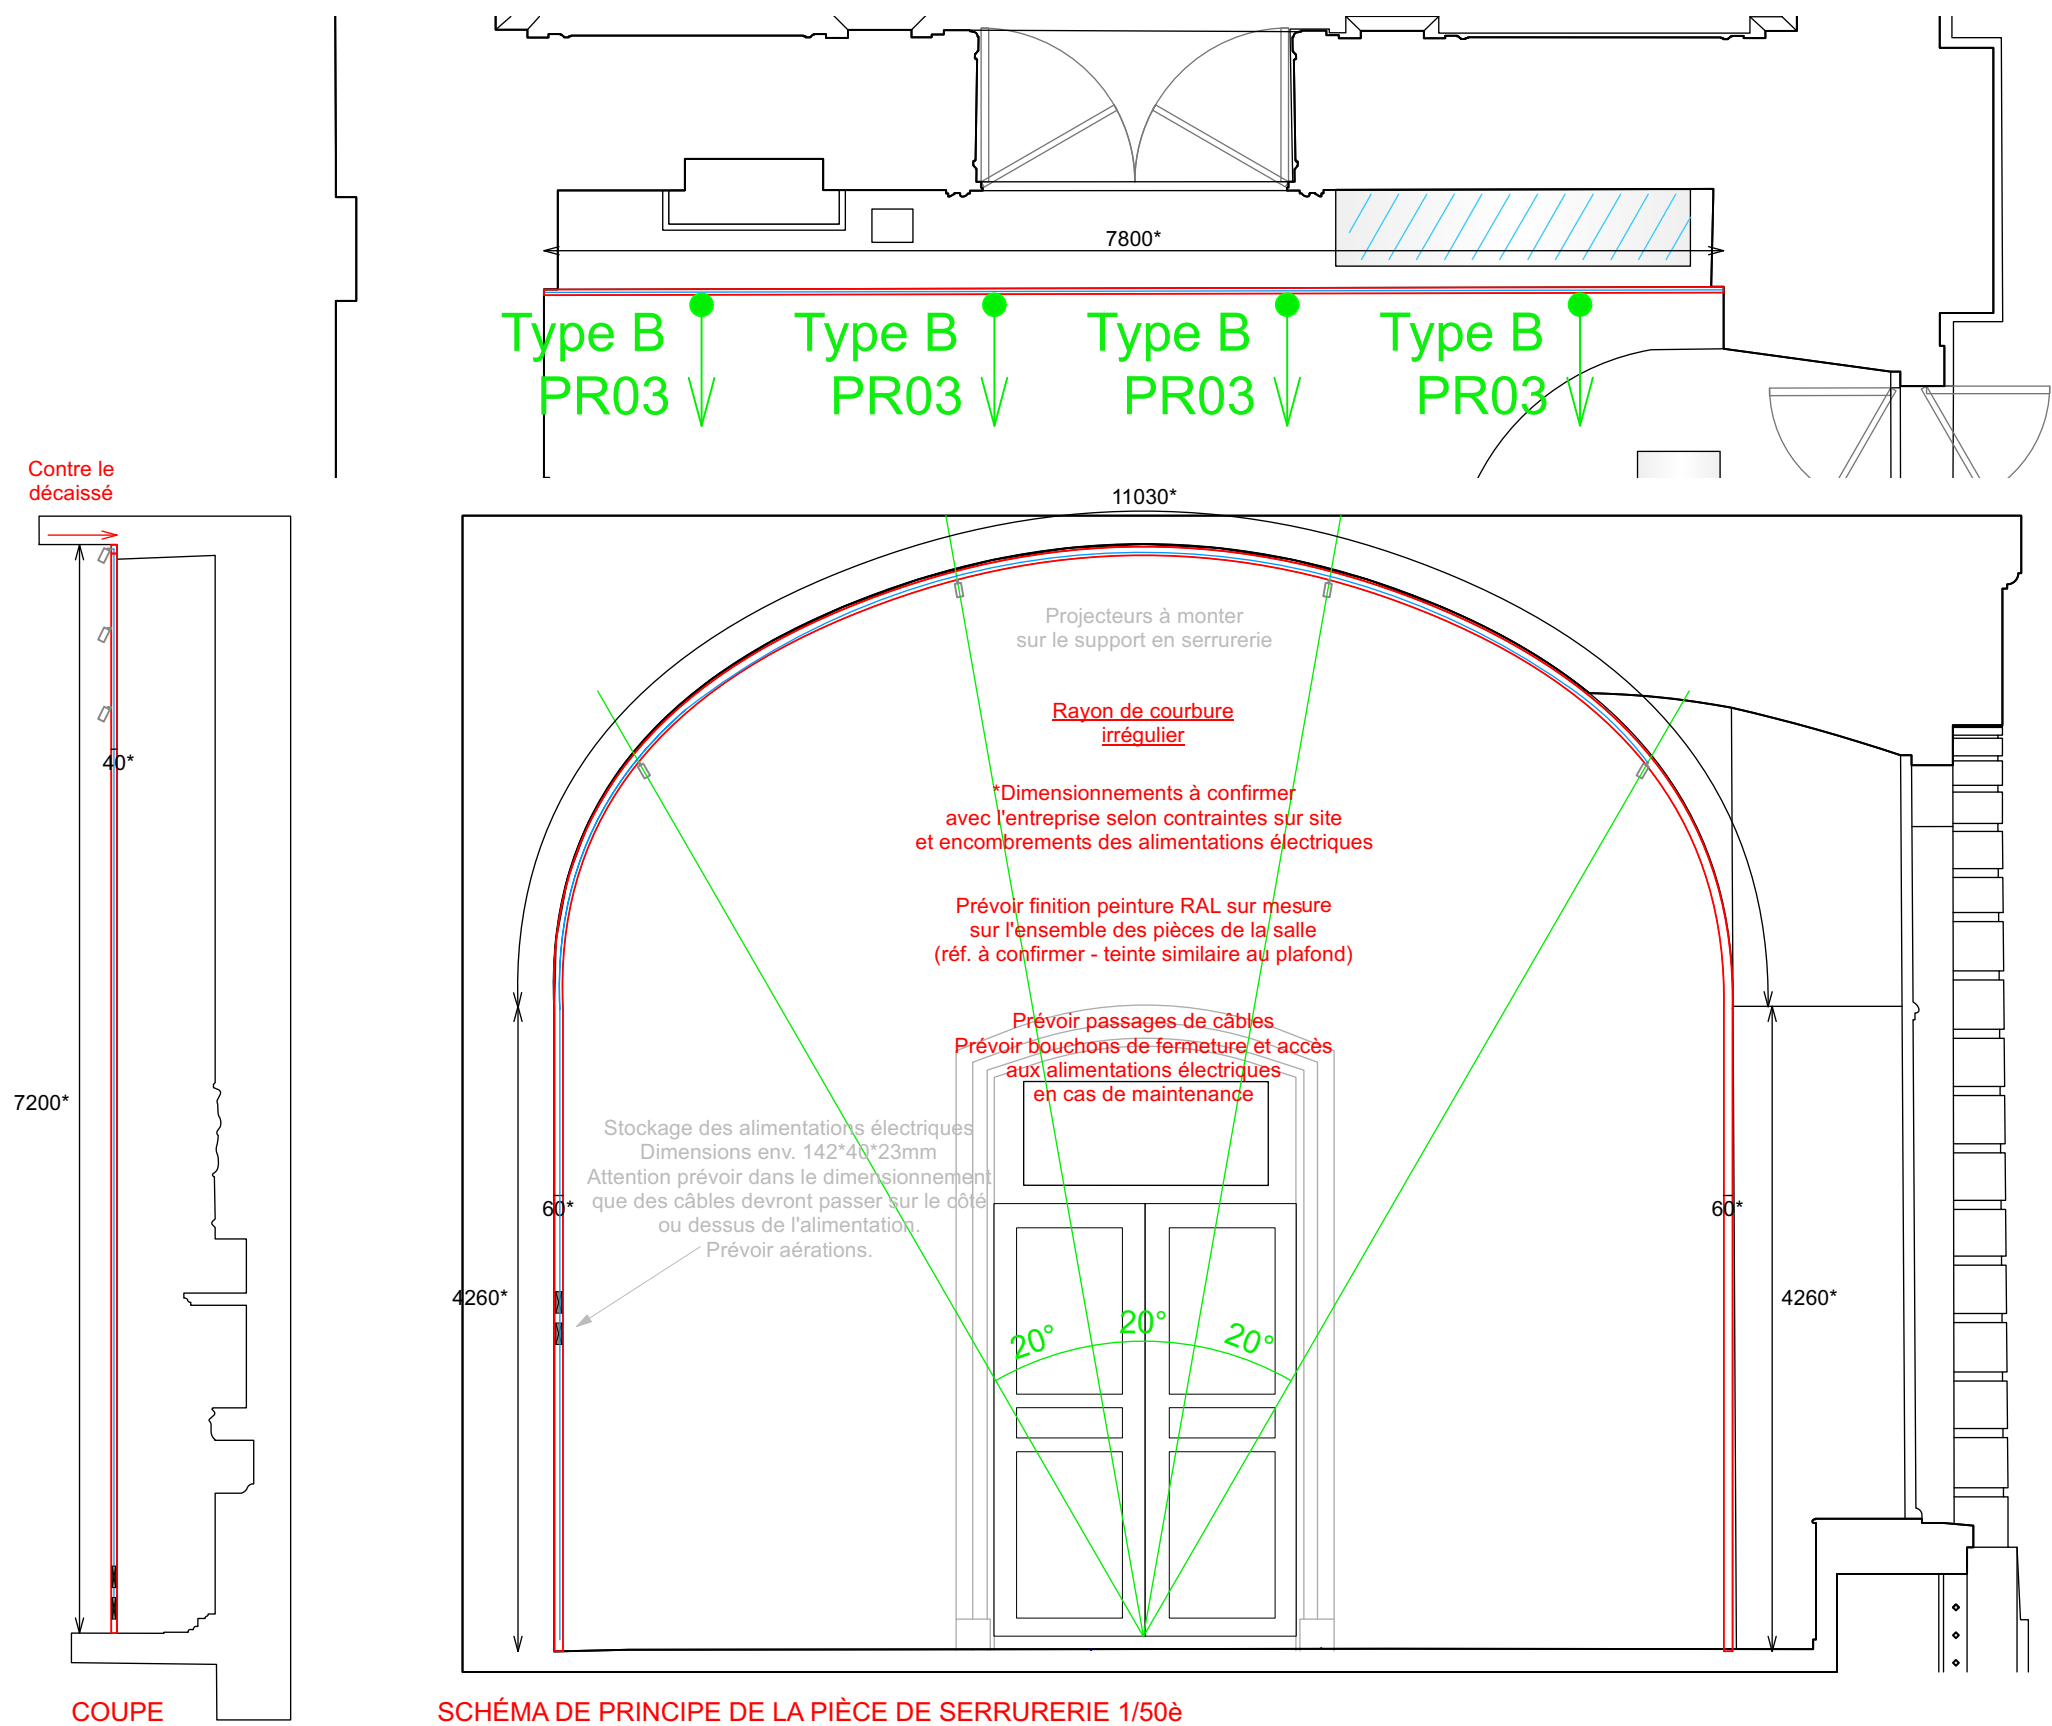 7800*
Type B
PR03
Type B
PR03
Type B
PR03
Type B
PR03
Contre le
décaissé
11030*
Projecteurs à monter
sur le support en serrurerie
Rayon de courbure
irrégulier
40*
*Dimensionnements à confirmer
avec l'entreprise selon contraintes sur site
et encombrements des alimentations électriques
Prévoir finition peinture RAL sur mesure
sur l'ensemble des pièces de la salle
(réf. à confirmer - teinte similaire au plafond)
Prévoir passages de câbles
Prévoir bouchons de fermeture et accès
aux alimentations électriques
en cas de maintenance
7200*
Stockage des alimentations électriques
Dimensions env. 142*40*23mm
Attention prévoir dans le dimensionnement
que des câbles devront passer sur le côté
ou dessus de l'alimentation.
Prévoir aérations.
60*
60*
4260*
4260*
20°
20°
20°
COUPE
SCHÉMA DE PRINCIPE DE LA PIÈCE DE SERRURERIE 1/50è